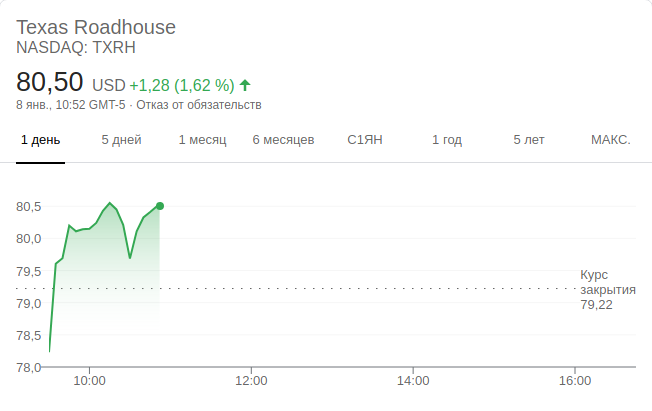 Texas Roadhouse
NASDAQ: TXRH
80,50 USD +1,28 (1,62 %)
8 янв., 10:52 GMT-5 · Отказ от обязательств
1 день 5 дней 1 месяц 6 месяцев С1ЯН 1 год 5 лет МАКС.
80,5
80,0
79,5
79,0
78,5
78,0
Курс
закрытия
79,22
10:00 12:00 14:00 16:00